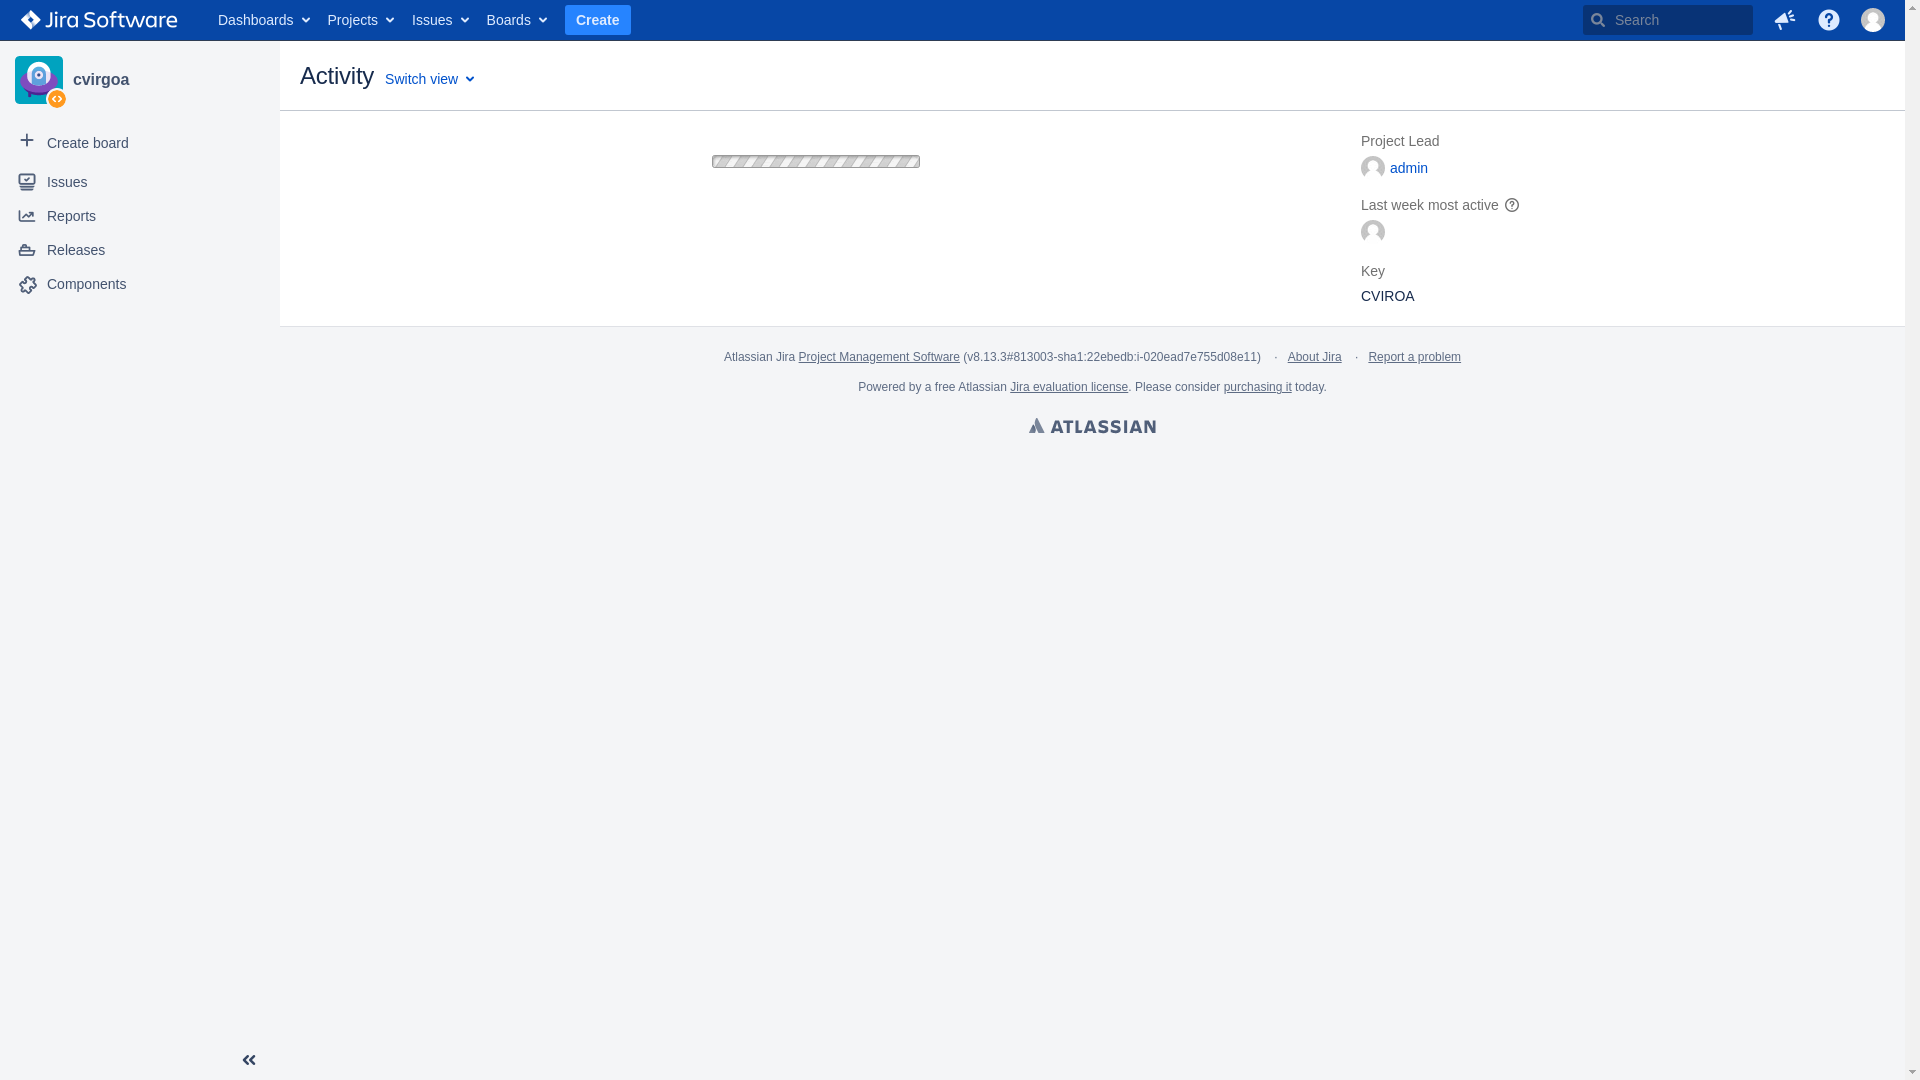 Jira Software Dashboards Projects Issues Boards Create Search
cvirgoa
Activity Switch view
Create board
Issues
Reports
Releases
Components
Project Lead
admin
Last week most active
Key
CVIROA
Atlassian Jira Project Management Software (v8.13.3#813003-sha1:22ebedb:i-020ead7e755d08e11) · About Jira · Report a problem
Powered by a free Atlassian Jira evaluation license. Please consider purchasing it today.
ATLASSIAN